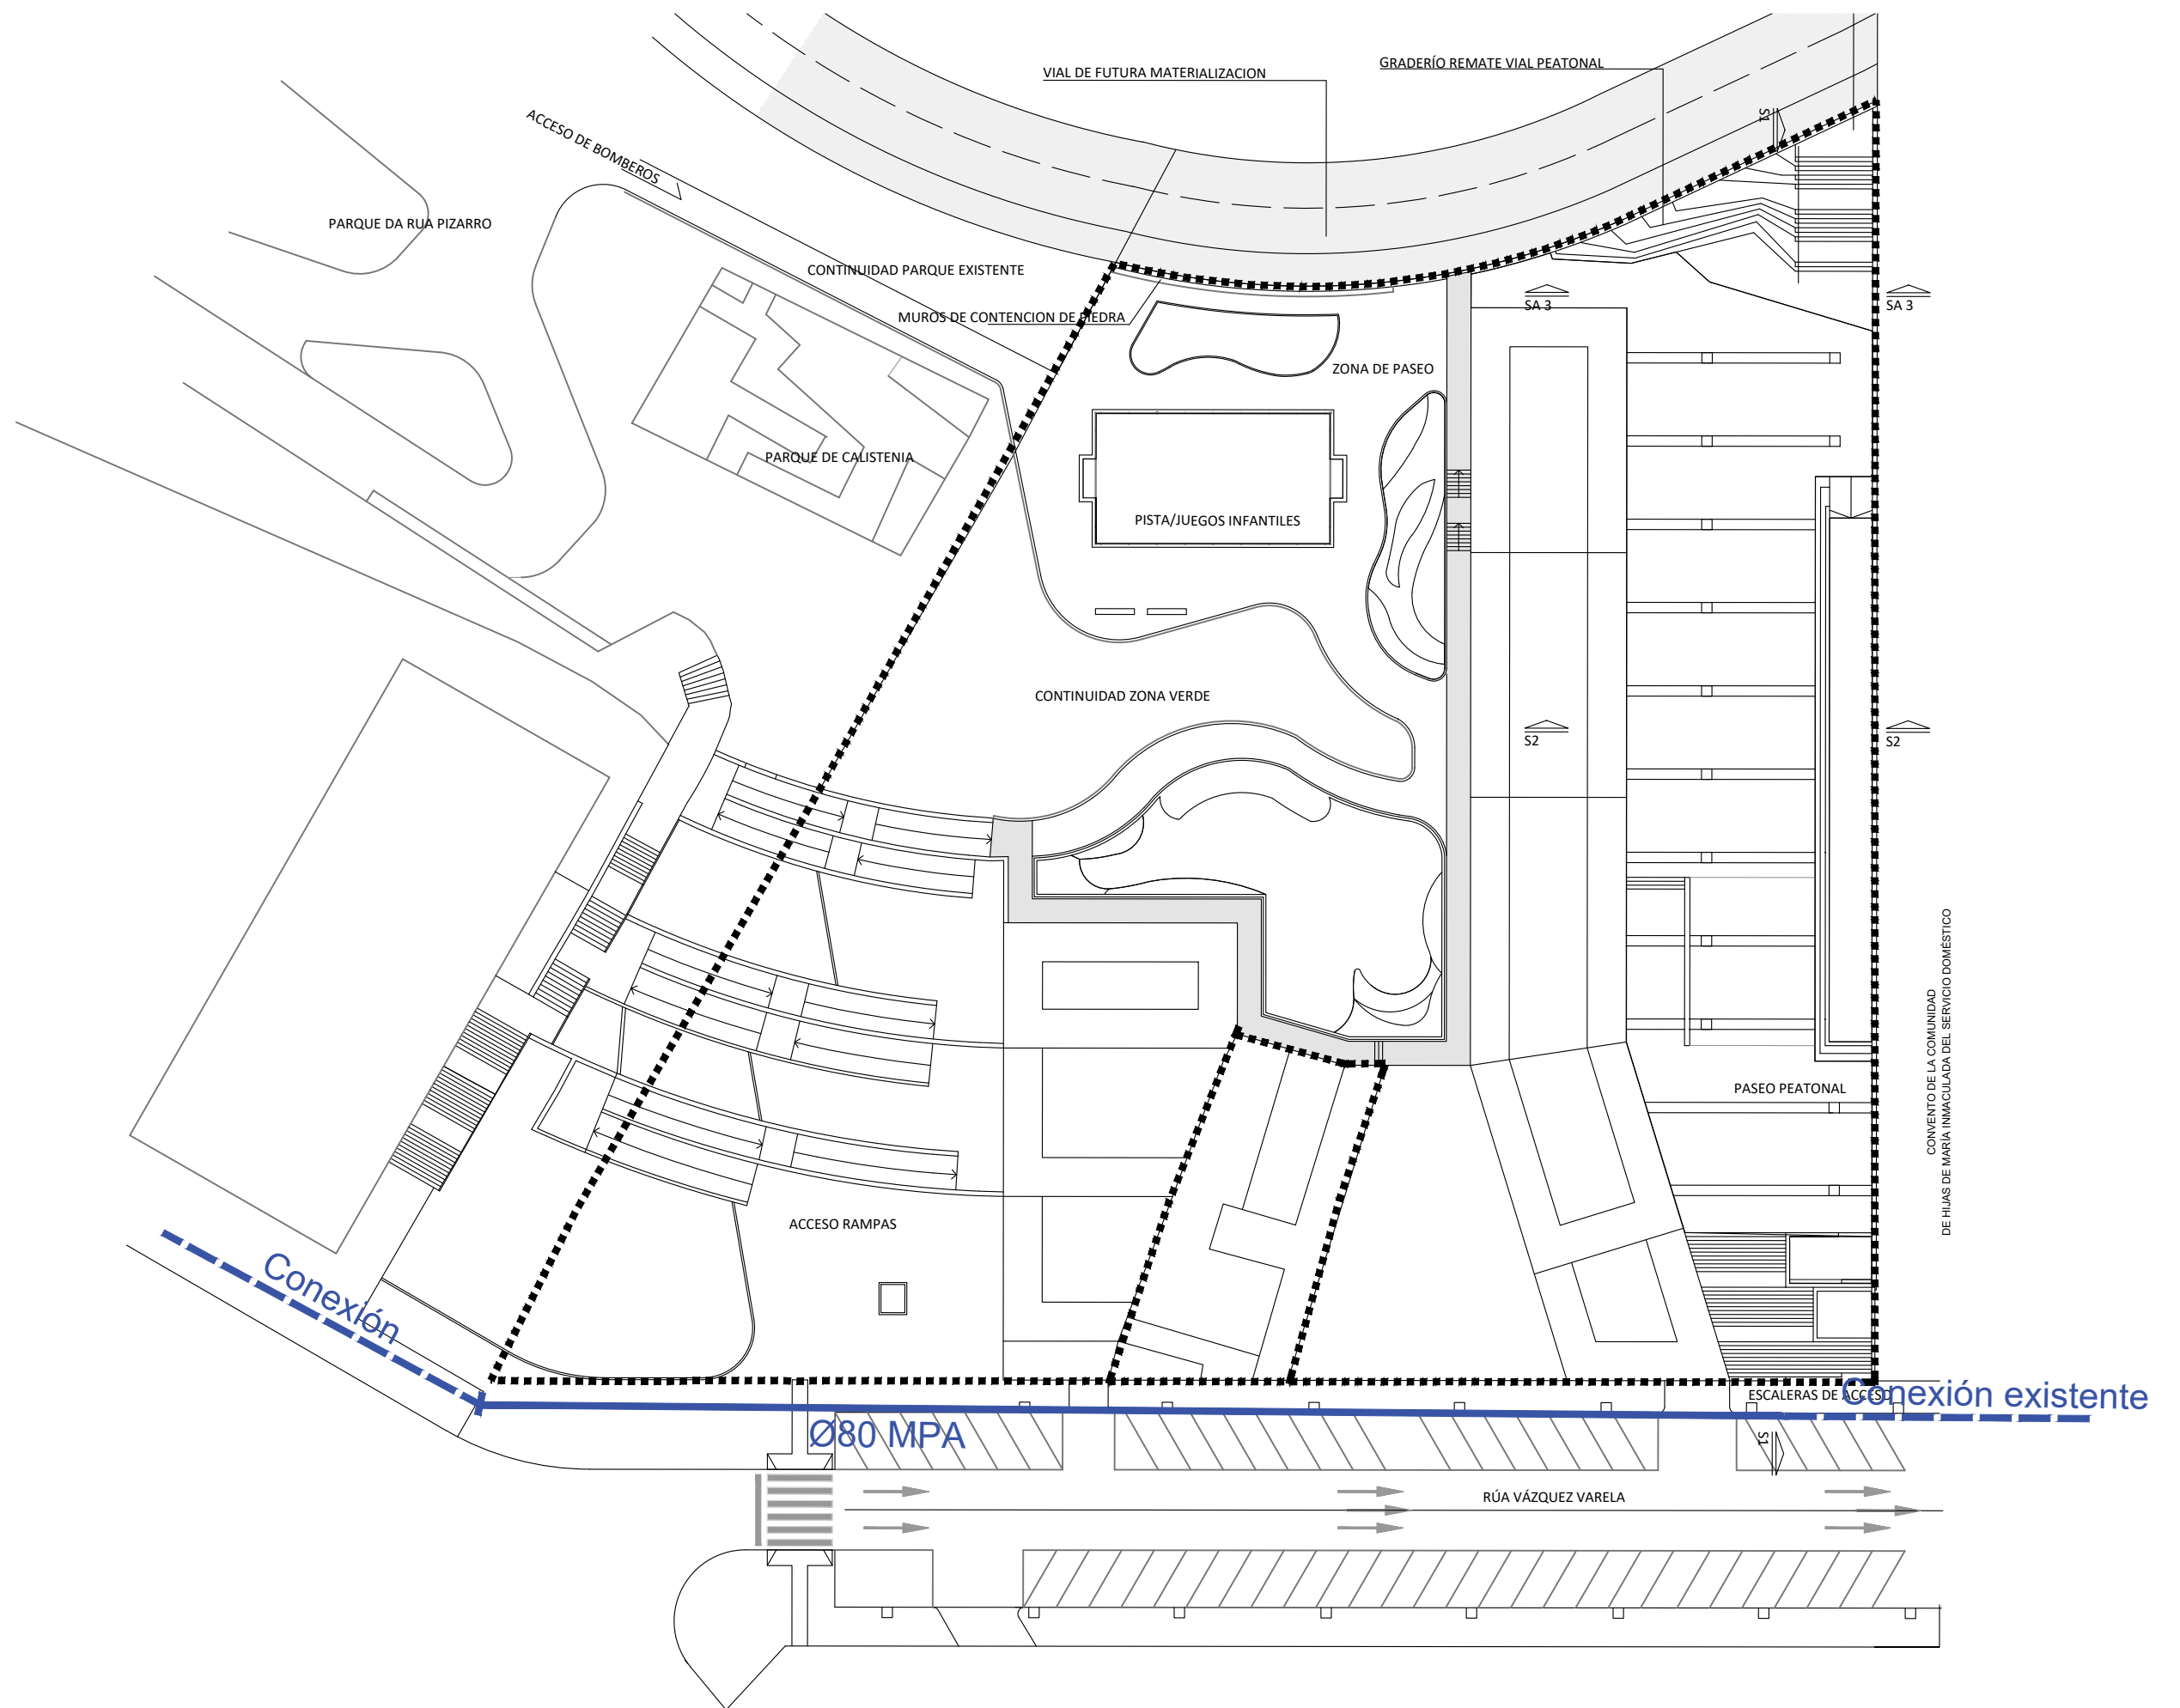 VIAL DE FUTURA MATERIALIZACION
GRADERÍO REMATE VIAL PEATONAL
S1
ACCESO DE BOMBEROS
PARQUE DA RUA PIZARRO
CONTINUIDAD PARQUE EXISTENTE
MUROS DE CONTENCION DE PIEDRA
SA 3
SA 3
ZONA DE PASEO
PARQUE DE CALISTENIA
PISTA/JUEGOS INFANTILES
CONTINUIDAD ZONA VERDE
S2
S2
CONVENTO DE LA COMUNIDAD
DE HIJAS DE MARÍA INMACULADA DEL SERVICIO DOMÉSTICO
PASEO PEATONAL
ACCESO RAMPAS
Conexión
ESCALERAS DE ACCESO
Conexión existente
Ø80 MPA
S1
RÚA VÁZQUEZ VARELA